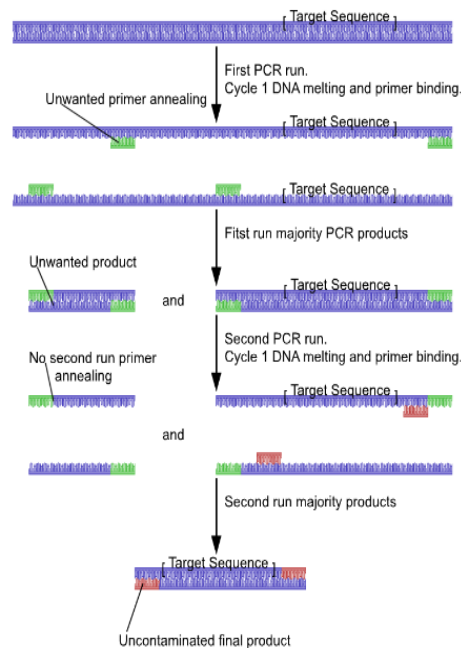 [ Target Sequence ]
First PCR run.
Cycle 1 DNA melting and primer binding.
Unwanted primer annealing
[ Target Sequence ]
[ Target Sequence ]
Fitst run majority PCR products
Unwanted product
and
[ Target Sequence ]
Second PCR run.
Cycle 1 DNA melting and primer binding.
No second run primer
annealing
[ Target Sequence ]
and
Second run majority products
[ Target Sequence ]
Uncontaminated final product